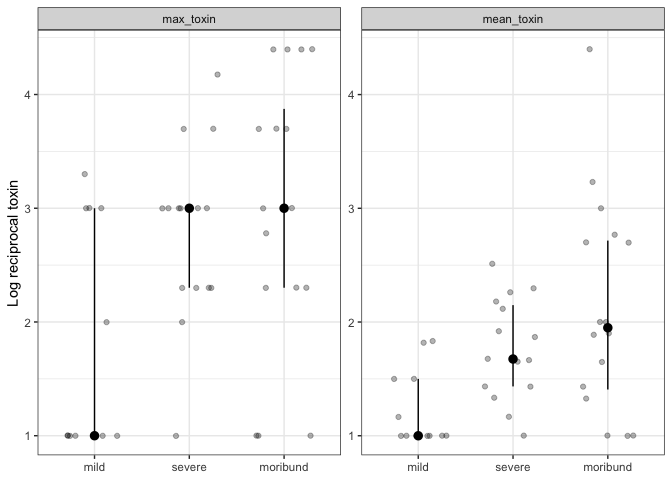 max_toxin
mean_toxin
Log reciprocal toxin
4
3
2
1
4
3
2
1
mild
severe
moribund
mild
severe
moribund